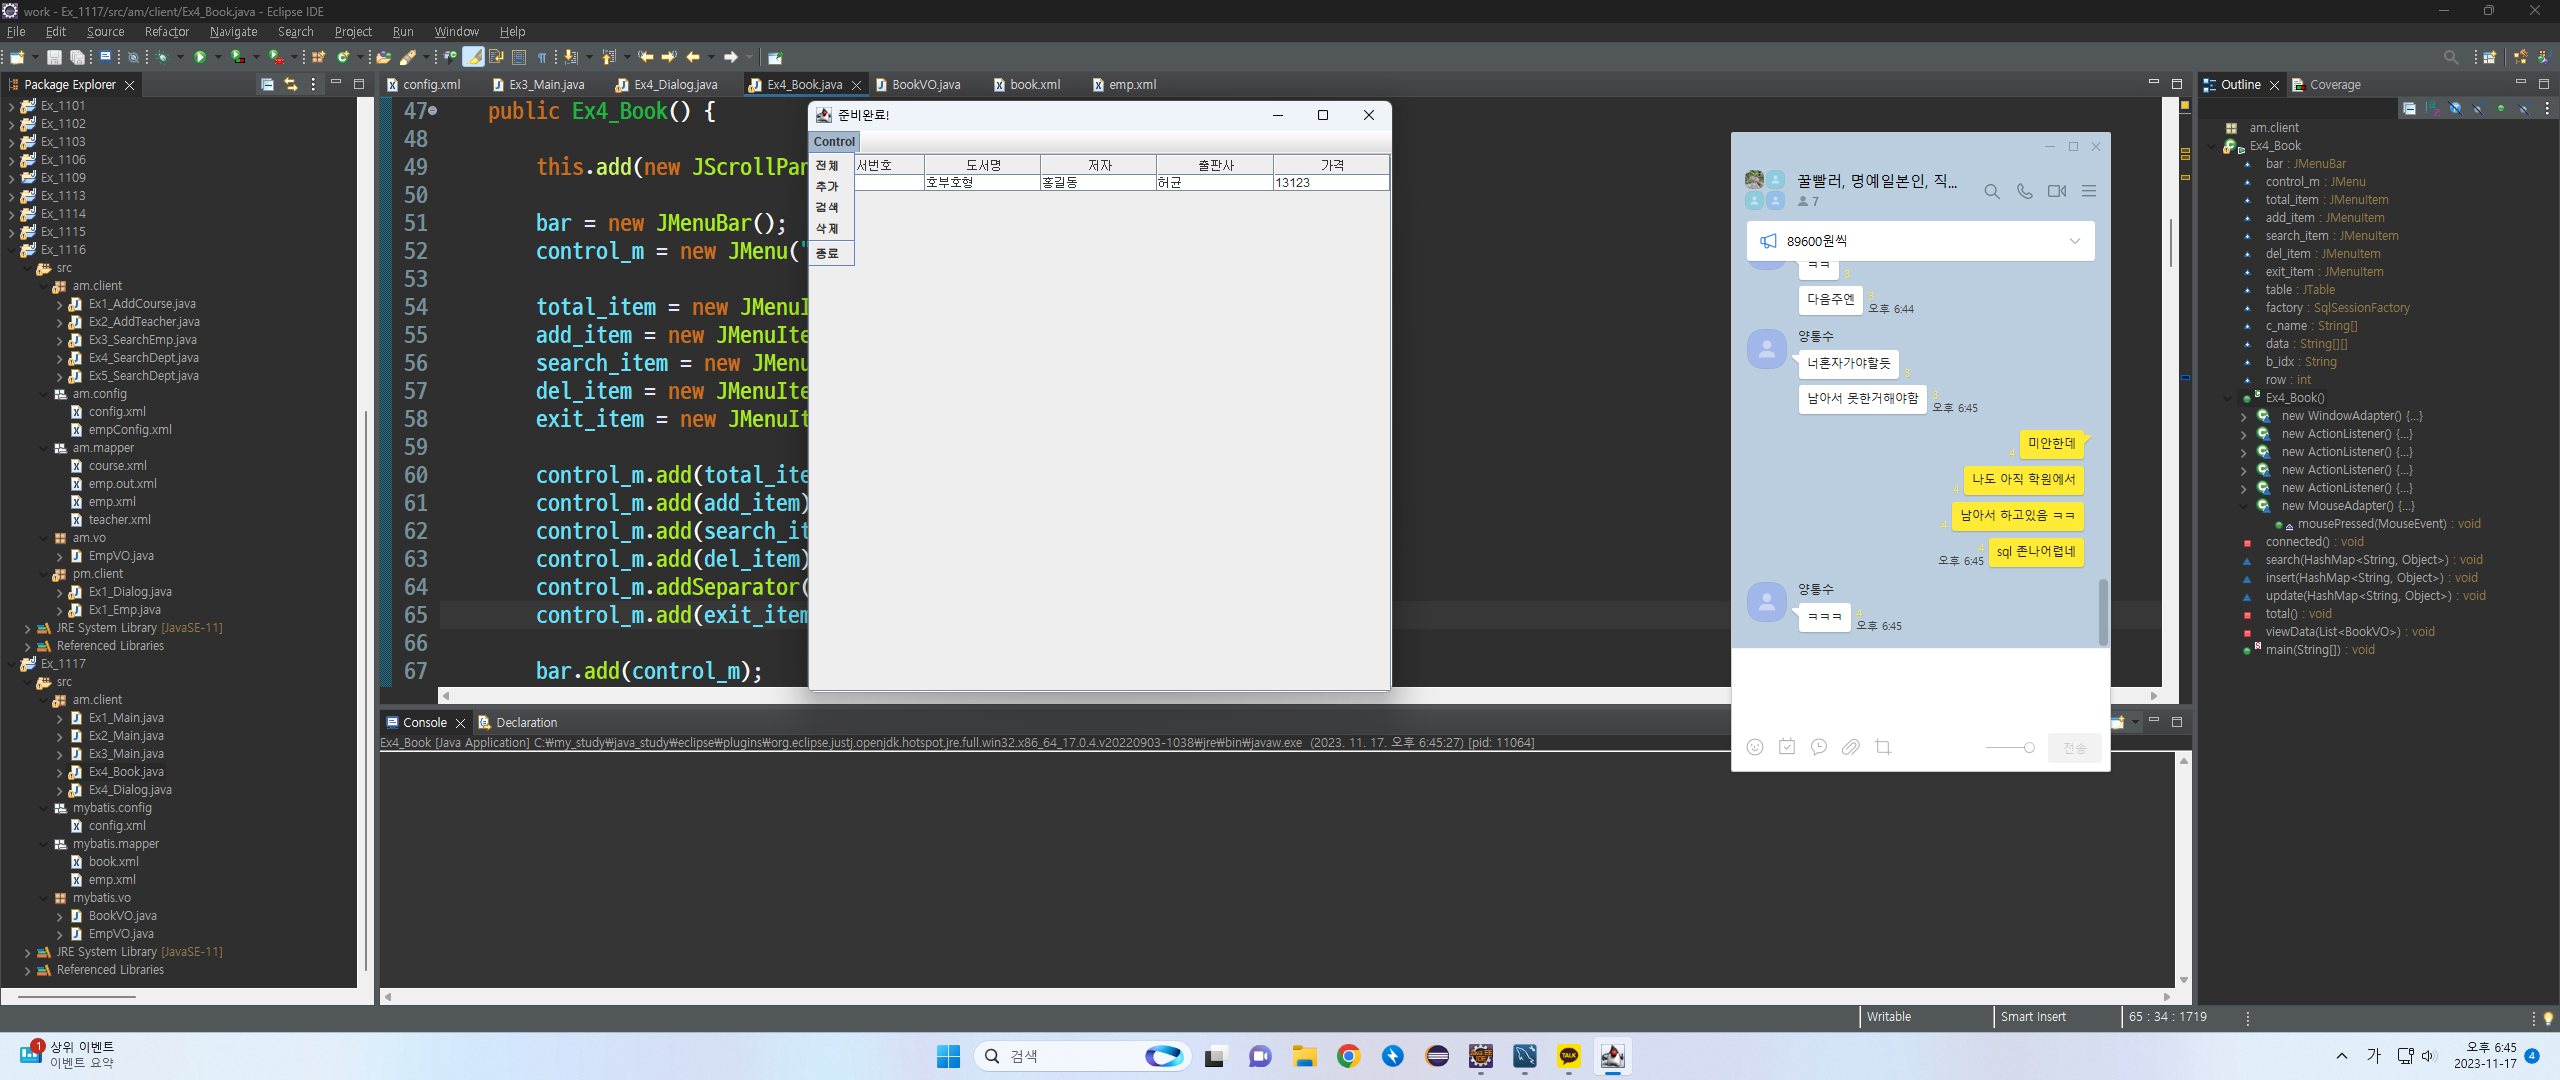 work - Ex_1117/src/am/client/Ex4_Book.java - Eclipse IDE
File Edit Source Refactor Navigate Search Project Run Window Help
Package Explorer
Ex_1101
Ex_1102
Ex_1103
Ex_1106
Ex_1109
Ex_1113
Ex_1114
Ex_1115
Ex_1116
src
am.client
Ex1_AddCourse.java
Ex2_AddTeacher.java
Ex3_SearchEmp.java
Ex4_SearchDept.java
Ex5_SearchDept.java
am.config
config.xml
empConfig.xml
am.mapper
course.xml
emp.out.xml
emp.xml
teacher.xml
am.vo
EmpVO.java
pm.client
Ex1_Dialog.java
Ex1_Emp.java
JRE System Library [JavaSE-11]
Referenced Libraries
Ex_1117
src
am.client
Ex1_Main.java
Ex2_Main.java
Ex3_Main.java
Ex4_Book.java
Ex4_Dialog.java
mybatis.config
config.xml
mybatis.mapper
book.xml
emp.xml
mybatis.vo
BookVO.java
EmpVO.java
JRE System Library [JavaSE-11]
Referenced Libraries
config.xml Ex3_Main.java Ex4_Dialog.java Ex4_Book.java BookVO.java book.xml emp.xml
47 public Ex4_Book() {
48
49 this.add(new JScrollPan
50
51 bar = new JMenuBar();
52 control_m = new JMenu("
53
54 total_item = new JMenuI
55 add_item = new JMenuIte
56 search_item = new JMenu
57 del_item = new JMenuIte
58 exit_item = new JMenuIt
59
60 control_m.add(total_ite
61 control_m.add(add_item)
62 control_m.add(search_it
63 control_m.add(del_item)
64 control_m.addSeparator(
65 control_m.add(exit_item
66
67 bar.add(control_m);
준비완료!
Control
전체
추가
검색
삭제
종료
서번호 도서명 저자 출판사 가격
호부호형 홍길동 허균 13123
Console Declaration
Ex4_Book [Java Application] C:₩my_study₩java_study₩eclipse₩plugins₩org.eclipse.justj.openjdk.hotspot.jre.full.win32.x86_64_17.0.4.v20220903-1038₩jre₩bin₩javaw.exe (2023. 11. 17. 오후 6:45:27) [pid: 11064]
꿀빨러, 명예일본인, 직...
7
89600원씩
ㅋㅋ
3
다음주엔
3
오후 6:44
양통수
너혼자가야할듯
3
남아서 못한거해야함
3
오후 6:45
미안한데
4
나도 아직 학원에서
4
남아서 하고있음 ㅋㅋ
4
sql 존나어렵네
4
오후 6:45
양통수
ㅋㅋㅋ
4
오후 6:45
전송
Outline Coverage
am.client
Ex4_Book
bar : JMenuBar
control_m : JMenu
total_item : JMenuItem
add_item : JMenuItem
search_item : JMenuItem
del_item : JMenuItem
exit_item : JMenuItem
table : JTable
factory : SqlSessionFactory
c_name : String[]
data : String[][]
b_idx : String
row : int
Ex4_Book()
new WindowAdapter() {...}
new ActionListener() {...}
new ActionListener() {...}
new ActionListener() {...}
new ActionListener() {...}
new MouseAdapter() {...}
mousePressed(MouseEvent) : void
connected() : void
search(HashMap<String, Object>) : void
insert(HashMap<String, Object>) : void
update(HashMap<String, Object>) : void
total() : void
viewData(List<BookVO>) : void
main(String[]) : void
Writable Smart Insert 65 : 34 : 1719
1
상위 이벤트
이벤트 요약
검색
TALK
가
오후 6:45
2023-11-17
4